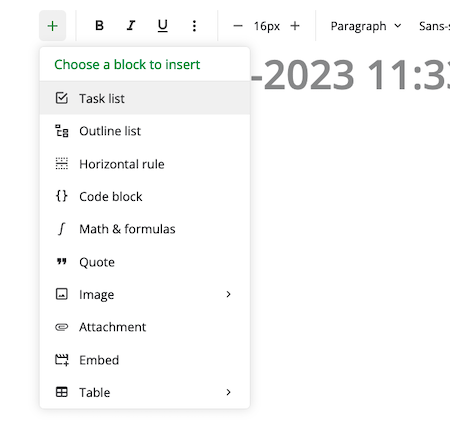 + B I U − 16px + Paragraph Sans-s
Choose a block to insert
-2023 11:33
Task list
Outline list
Horizontal rule
{} Code block
Math & formulas
Quote
Image
Attachment
Embed
Table